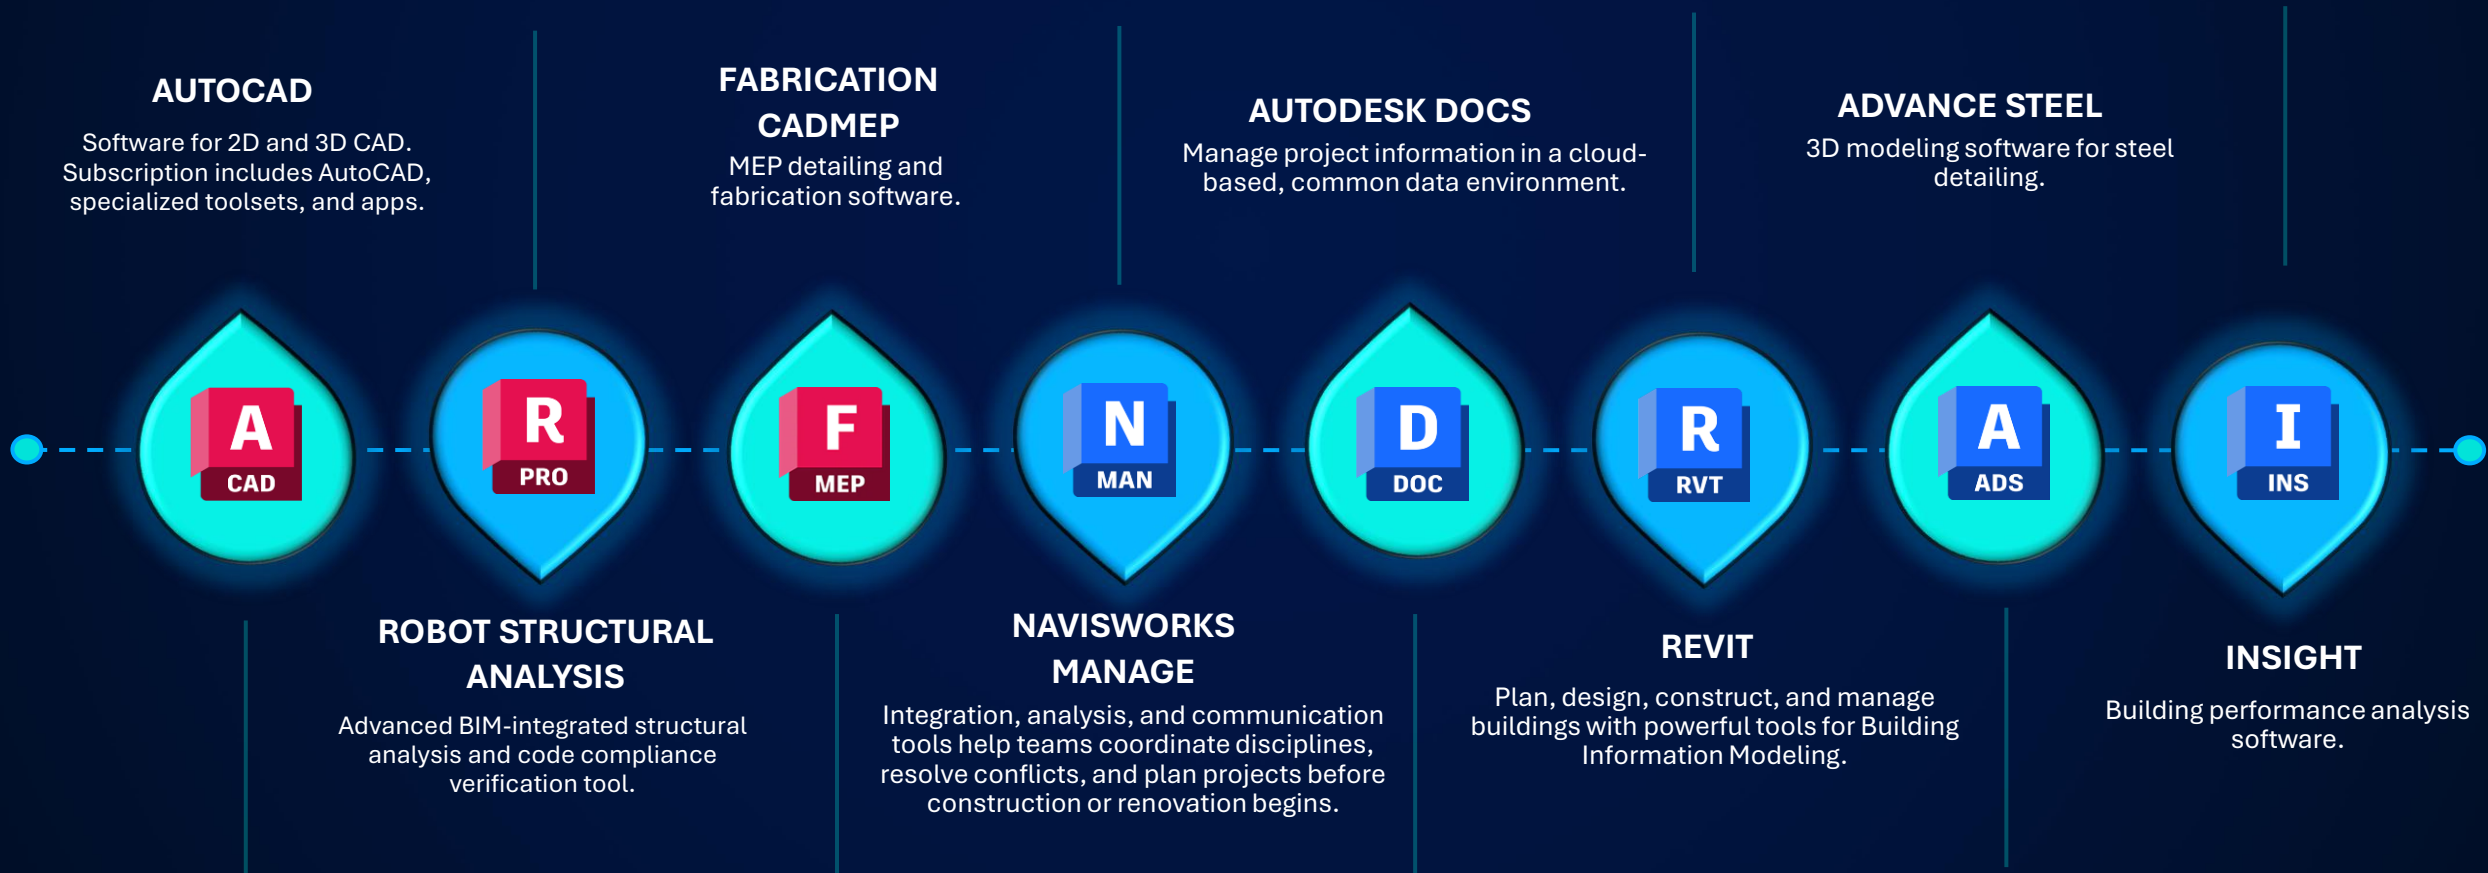 AUTOCAD
Software for 2D and 3D CAD.
Subscription includes AutoCAD,
specialized toolsets, and apps.
FABRICATION
CADMEP
MEP detailing and
fabrication software.
AUTODESK DOCS
Manage project information in a cloud-
based, common data environment.
ADVANCE STEEL
3D modeling software for steel
detailing.
A
CAD
R
PRO
F
MEP
N
MAN
D
DOC
R
RVT
A
ADS
I
INS
ROBOT STRUCTURAL
ANALYSIS
Advanced BIM-integrated structural
analysis and code compliance
verification tool.
NAVISWORKS
MANAGE
Integration, analysis, and communication
tools help teams coordinate disciplines,
resolve conflicts, and plan projects before
construction or renovation begins.
REVIT
Plan, design, construct, and manage
buildings with powerful tools for Building
Information Modeling.
INSIGHT
Building performance analysis
software.